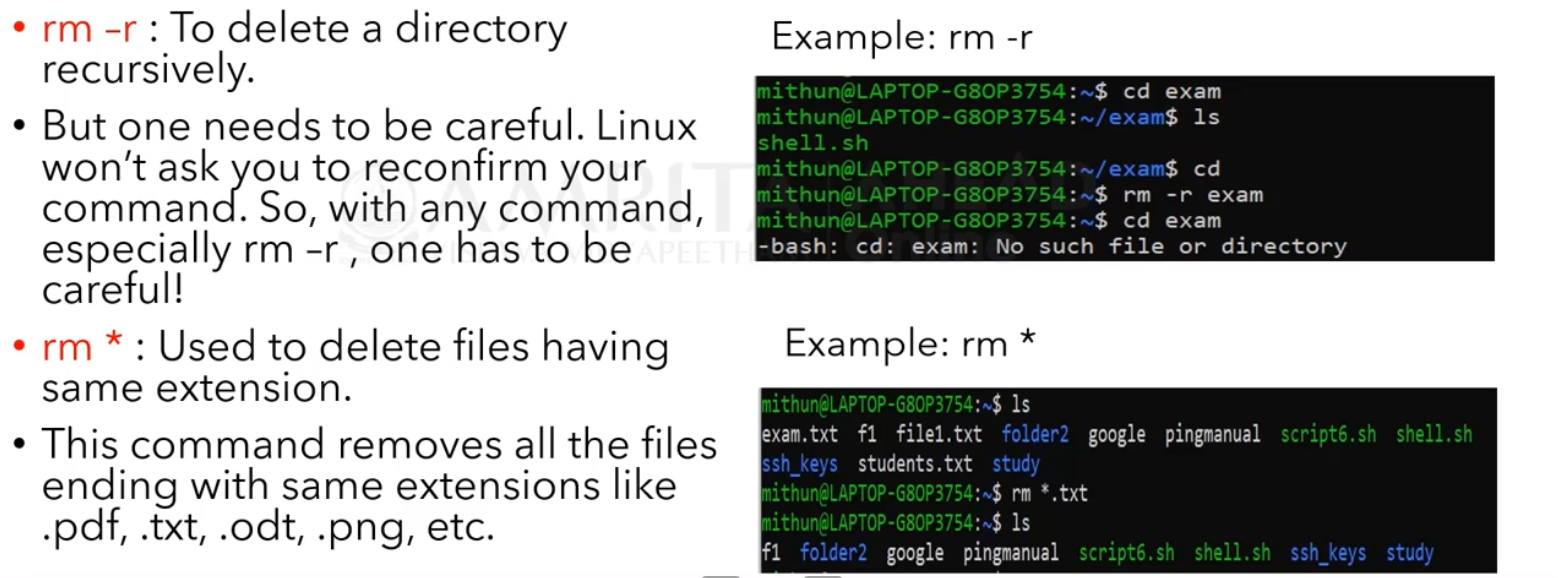 • rm –r : To delete a directory
recursively.
• But one needs to be careful. Linux
won't ask you to reconfirm your
command. So, with any command,
especially rm –r , one has to be
careful!
• rm * : Used to delete files having
same extension.
• This command removes all the files
ending with same extensions like
.pdf, .txt, .odt, .png, etc.
Example: rm -r
mithun@LAPTOP-G8OP3754:~$ cd exam
mithun@LAPTOP-G8OP3754:~/exam$ ls
shell.sh
mithun@LAPTOP-G8OP3754:~/exam$ cd
mithun@LAPTOP-G8OP3754:~$ rm -r exam
mithun@LAPTOP-G8OP3754:~$ cd exam
-bash: cd: exam: No such file or directory
Example: rm *
mithun@LAPTOP-G8OP3754:~$ ls
exam.txt f1 file1.txt folder2 google pingmanual script6.sh shell.sh
ssh_keys students.txt study
mithun@LAPTOP-G8OP3754:~$ rm *.txt
mithun@LAPTOP-G8OP3754:~$ ls
f1 folder2 google pingmanual script6.sh shell.sh ssh_keys study